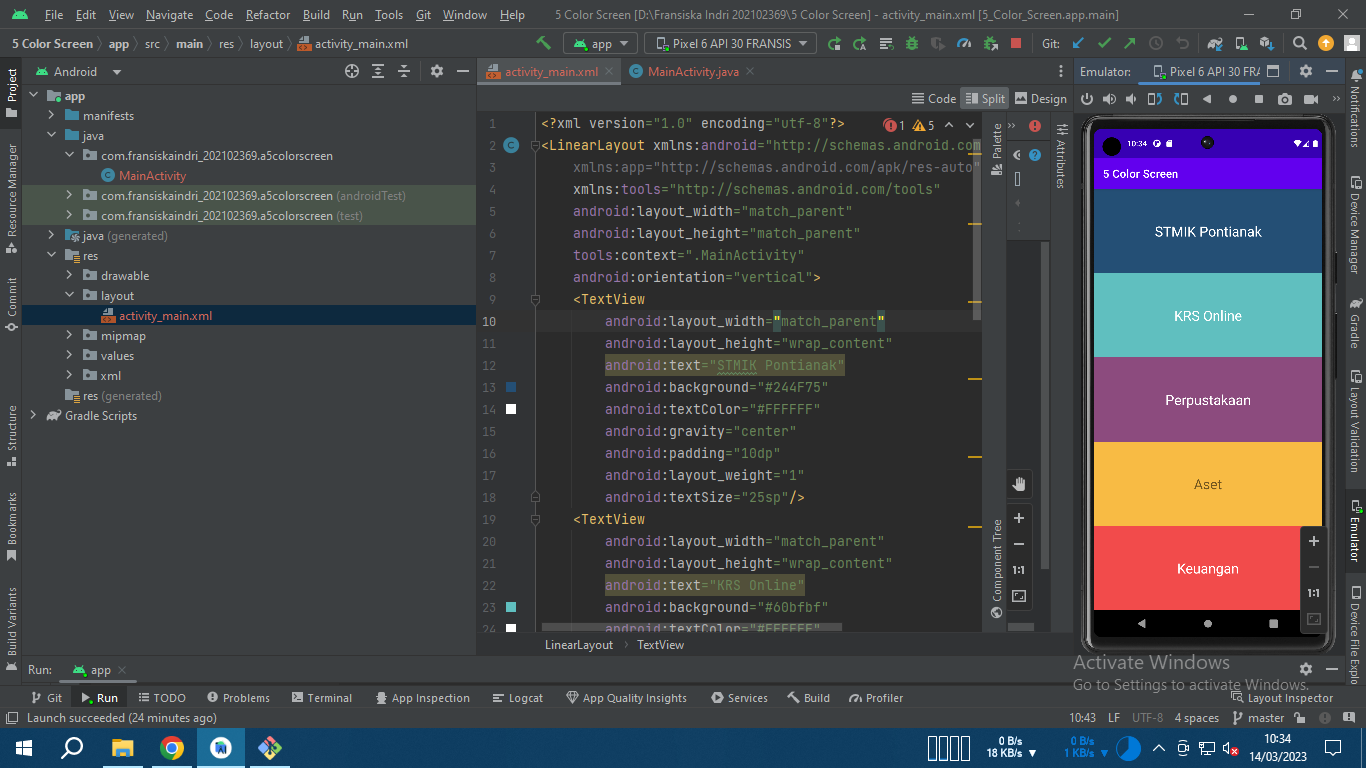 File Edit View Navigate Code Refactor Build Run Tools Git Window Help 5 Color Screen [D:\Fransiska Indri 202102369\5 Color Screen] - activity_main.xml [5_Color_Screen.app.main]
5 Color Screen app src main res layout activity_main.xml app Pixel 6 API 30 FRANSIS Git:
Android activity_main.xml MainActivity.java Emulator: Pixel 6 API 30 FRA
Code Split Design
Project
Resource Manager
Commit
Structure
Bookmarks
Build Variants
app
manifests
java
com.fransiskaindri_202102369.a5colorscreen
MainActivity
com.fransiskaindri_202102369.a5colorscreen (androidTest)
com.fransiskaindri_202102369.a5colorscreen (test)
java (generated)
res
drawable
layout
activity_main.xml
mipmap
values
xml
res (generated)
Gradle Scripts
1 <?xml version="1.0" encoding="utf-8"?> 1 5
2 <LinearLayout xmlns:android="http://schemas.android.com
3 xmlns:app="http://schemas.android.com/apk/res-auto"
4 xmlns:tools="http://schemas.android.com/tools"
5 android:layout_width="match_parent"
6 android:layout_height="match_parent"
7 tools:context=".MainActivity"
8 android:orientation="vertical">
9 <TextView
10 android:layout_width="match_parent"
11 android:layout_height="wrap_content"
12 android:text="STMIK Pontianak"
13 android:background="#244F75"
14 android:textColor="#FFFFFF"
15 android:gravity="center"
16 android:padding="10dp"
17 android:layout_weight="1"
18 android:textSize="25sp"/>
19 <TextView
20 android:layout_width="match_parent"
21 android:layout_height="wrap_content"
22 android:text="KRS Online"
23 android:background="#60bfbf"
24 android:textColor="#FFFFFF"
LinearLayout TextView
Palette
Attributes
Component Tree
1:1
10:34
5 Color Screen
STMIK Pontianak
KRS Online
Perpustakaan
Aset
Keuangan
1:1
Notifications
Device Manager
Gradle
Layout Validation
Emulator
Device File Explo
Run: app
Activate Windows
Go to Settings to activate Windows.
Git Run TODO Problems Terminal App Inspection Logcat App Quality Insights Services Build Profiler Layout Inspector
Launch succeeded (24 minutes ago) 10:43 LF UTF-8 4 spaces master
0 B/s
18 KB/s
0 B/s
1 KB/s
10:34
14/03/2023